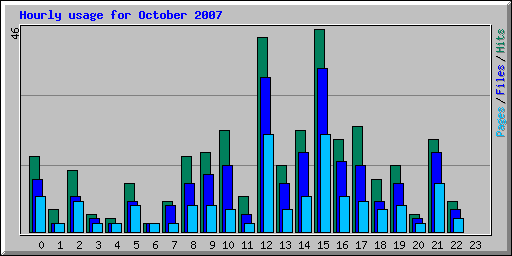 Hourly usage for October 2007
46
Pages / Files / Hits
0 1 2 3 4 5 6 7 8 9 10 11 12 13 14 15 16 17 18 19 20 21 22 23